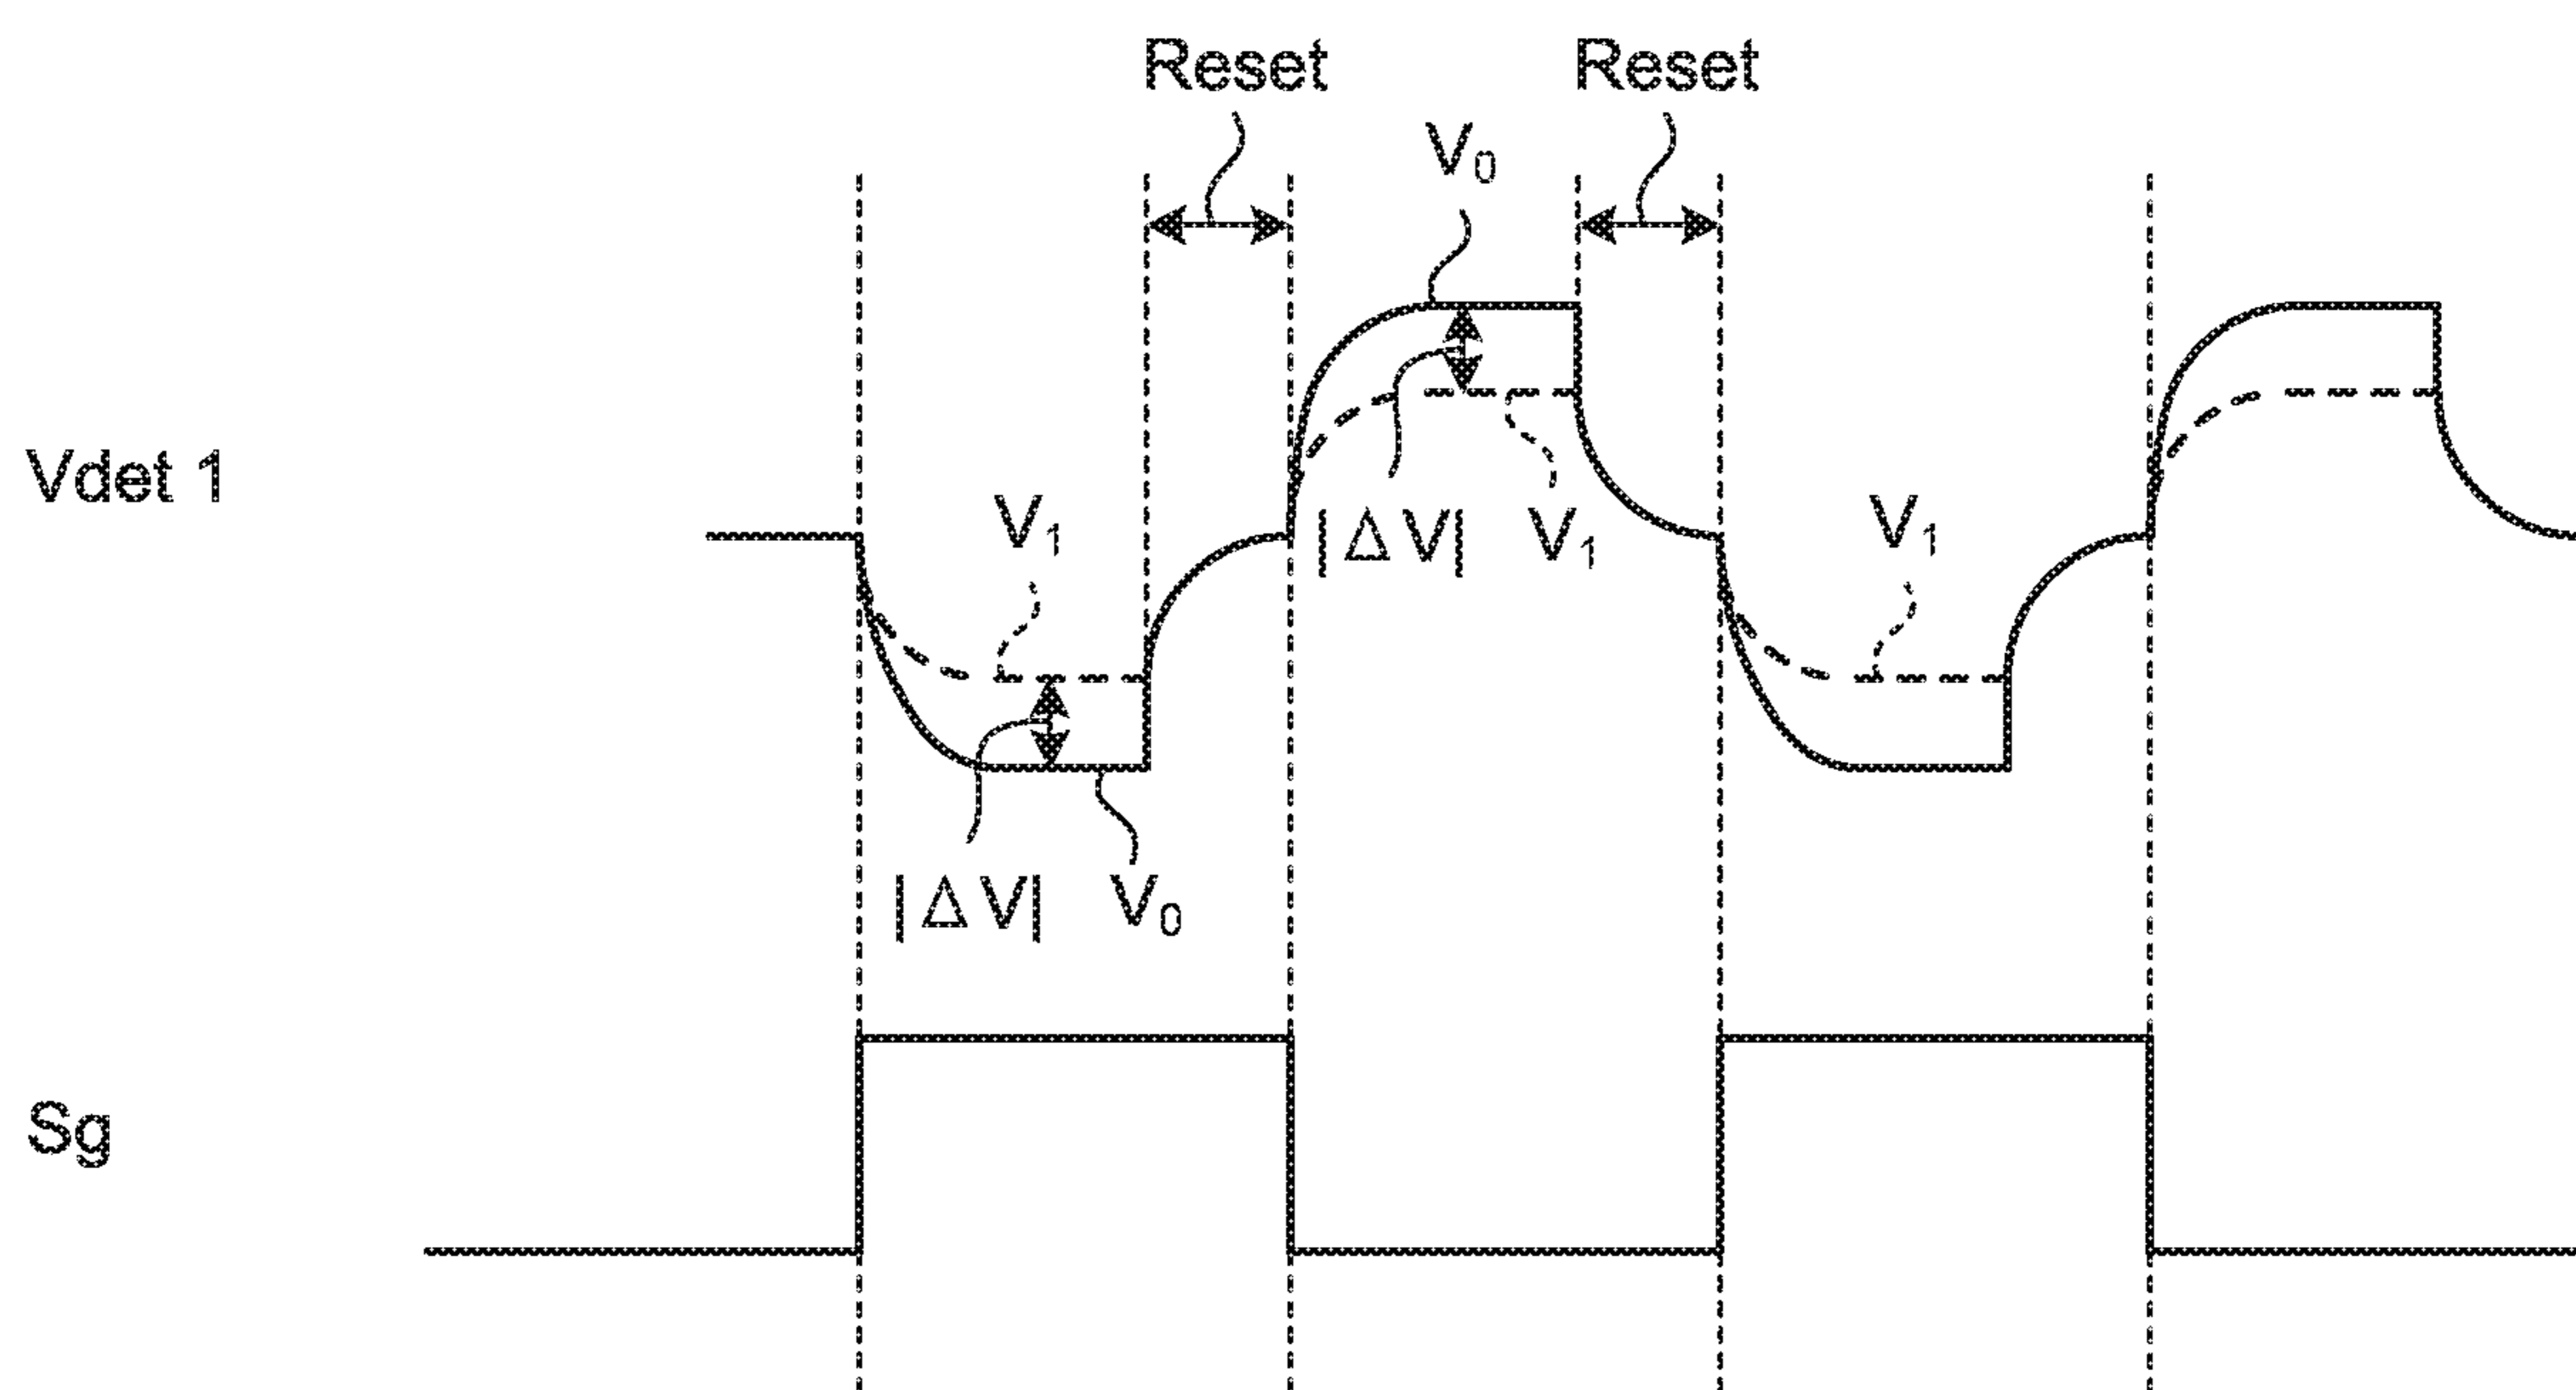 Reset Reset
V₀
Vdet 1
V₁ |ΔV| V₁ V₁
|ΔV| V₀
Sg